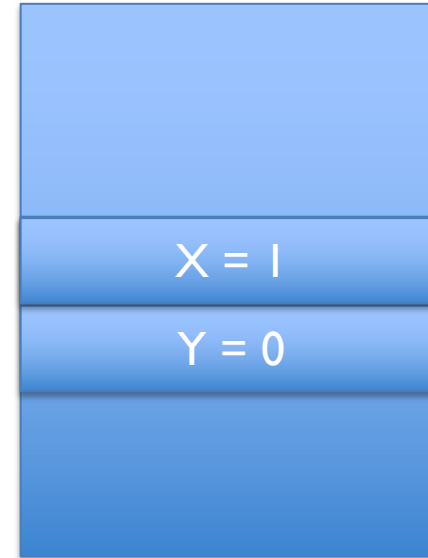 X = 1
Y = 0